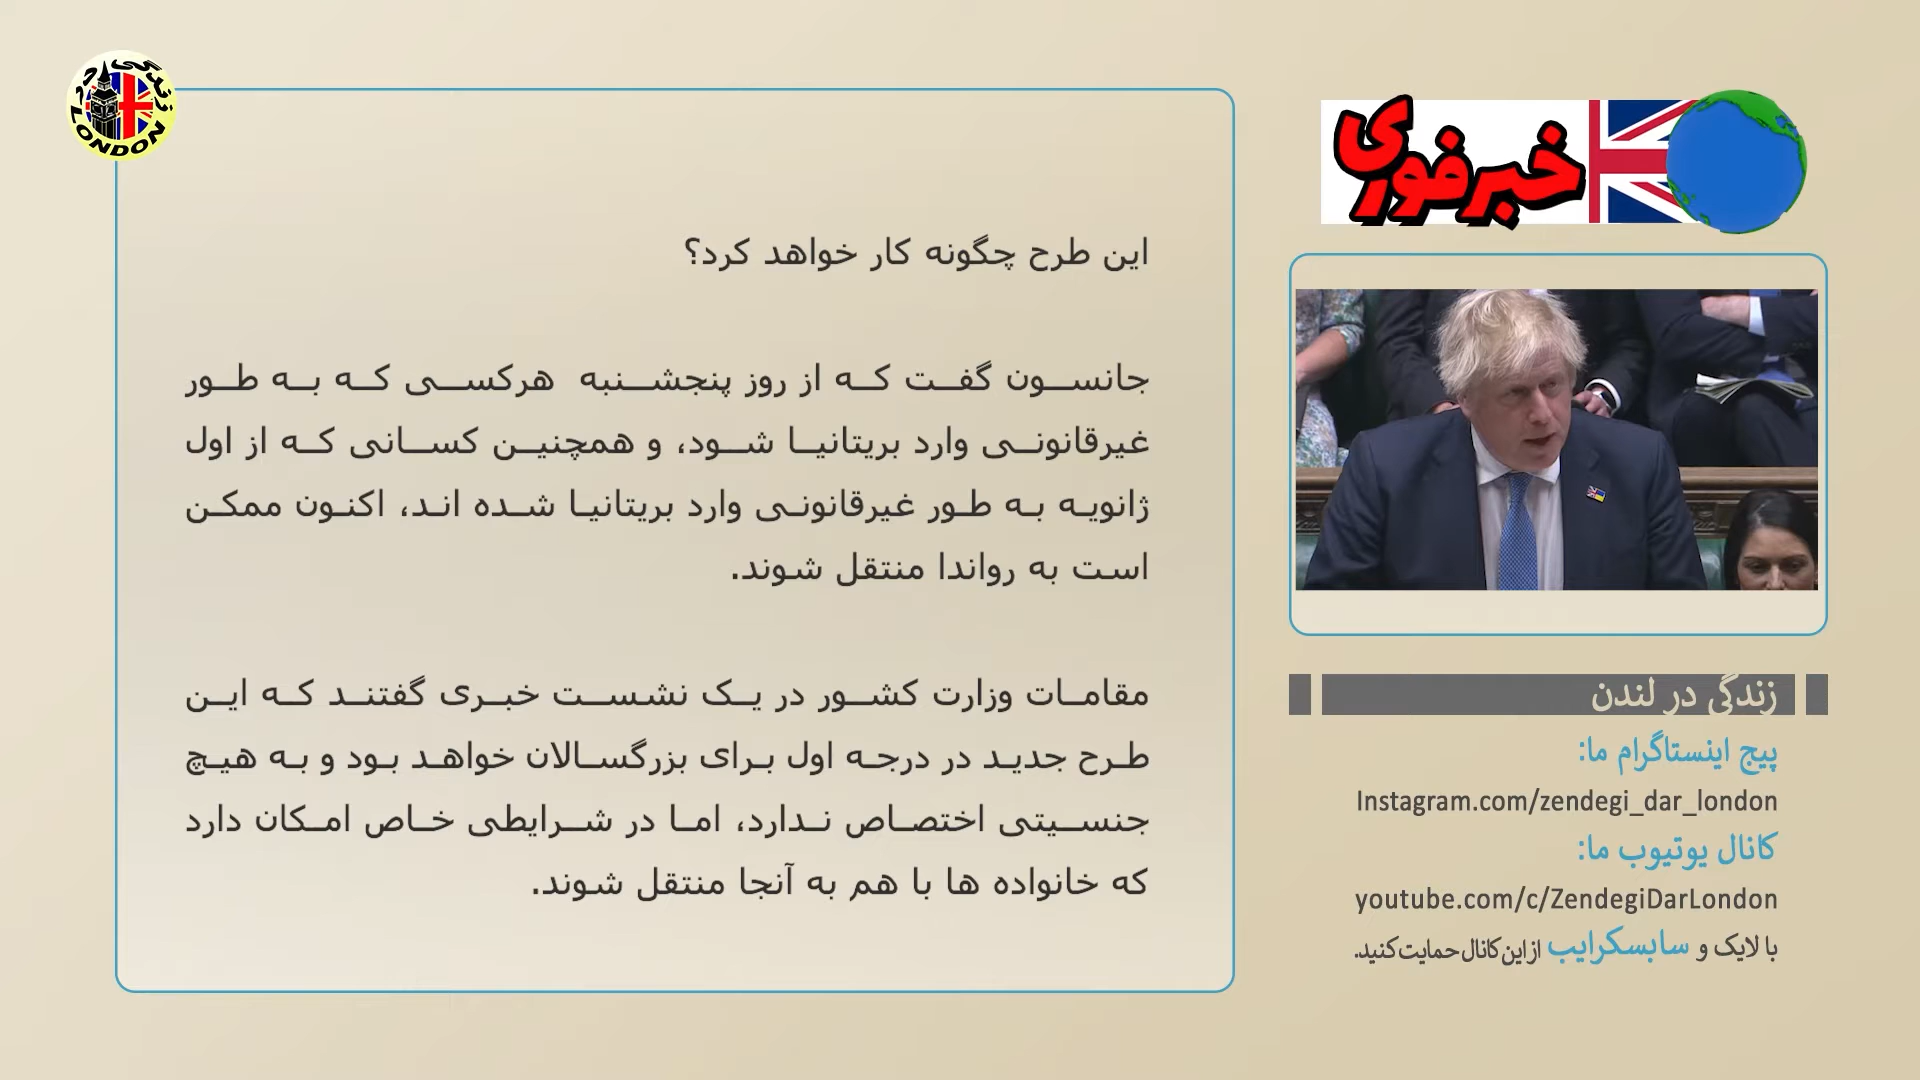 زندگی در
LONDON
خبر فوری
این طرح چگونه کار خواهد کرد؟
جانسون گفت که از روز پنجشنبه هرکسی که به طور
غیرقانونی وارد بریتانیا شود، و همچنین کسانی که از اول
ژانویه به طور غیرقانونی وارد بریتانیا شده اند، اکنون ممکن
است به رواندا منتقل شوند.
مقامات وزارت کشور در یک نشست خبری گفتند که این
طرح جدید در درجه اول برای بزرگسالان خواهد بود و به هیچ
جنسیتی اختصاص ندارد، اما در شرایطی خاص امکان دارد
که خانواده ها با هم به آنجا منتقل شوند.
زندگی در لندن
پیج اینستاگرام ما:
Instagram.com/zendegi_dar_london
کانال یوتیوب ما:
youtube.com/c/ZendegiDarLondon
با لایک و سابسکرایب از این کانال حمایت کنید.